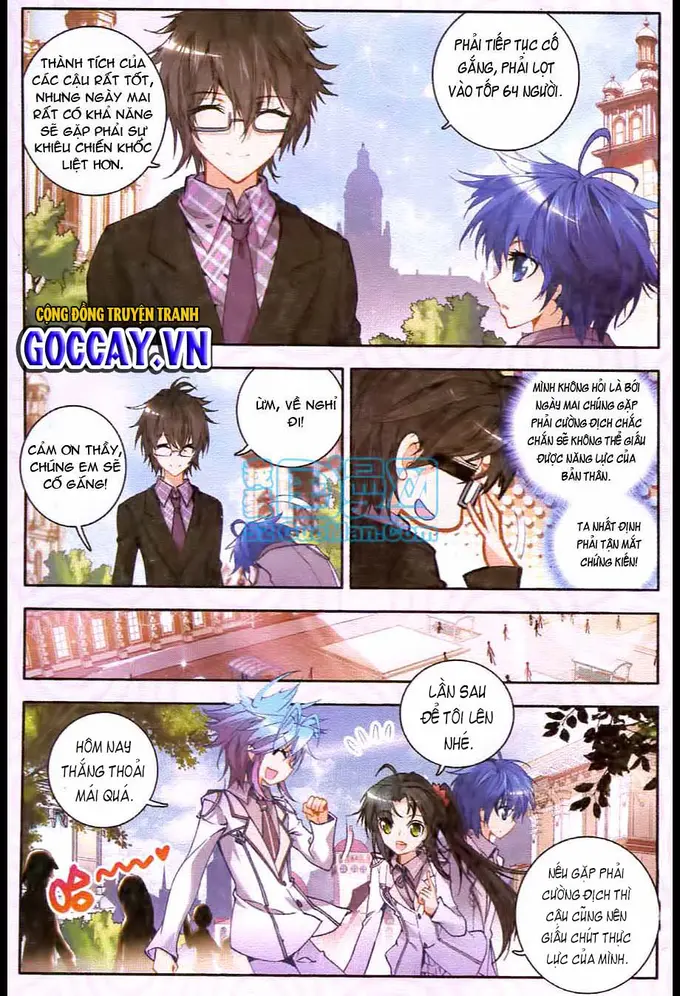 THÀNH TÍCH CỦA
CÁC CẬU RẤT TỐT,
NHƯNG NGÀY MAI
RẤT CÓ KHẢ NĂNG
SẼ GẶP PHẢI SỰ
KHIÊU CHIẾN KHỐC
LIỆT HƠN.
PHẢI TIẾP TỤC CỐ
GẮNG, PHẢI LỌT
VÀO TỐP 64 NGƯỜI.
CỘNG ĐỒNG TRUYỆN TRANH
GOCCAY.VN
ỪM, VỀ NGHỈ
ĐI!
CẢM ƠN THẦY,
CHÚNG EM SẼ
CỐ GẮNG!
MÌNH KHÔNG HỎI LÀ BỞI
NGÀY MAI CHÚNG GẶP
PHẢI CƯỜNG ĐỊCH CHẮC
CHẮN SẼ KHÔNG THỂ GIẤU
ĐƯỢC NĂNG LỰC CỦA
BẢN THÂN.
TA NHẤT ĐỊNH
PHẢI TẬN MẮT
CHỨNG KIẾN!
LẦN SAU
ĐỂ TÔI LÊN
NHÉ.
HÔM NAY
THẮNG THOẢI
MÁI QUÁ.
哈~♥
NẾU GẶP PHẢI
CƯỜNG ĐỊCH THÌ
CẬU CŨNG NÊN
GIẤU CHÚT THỰC
LỰC CỦA MÌNH.